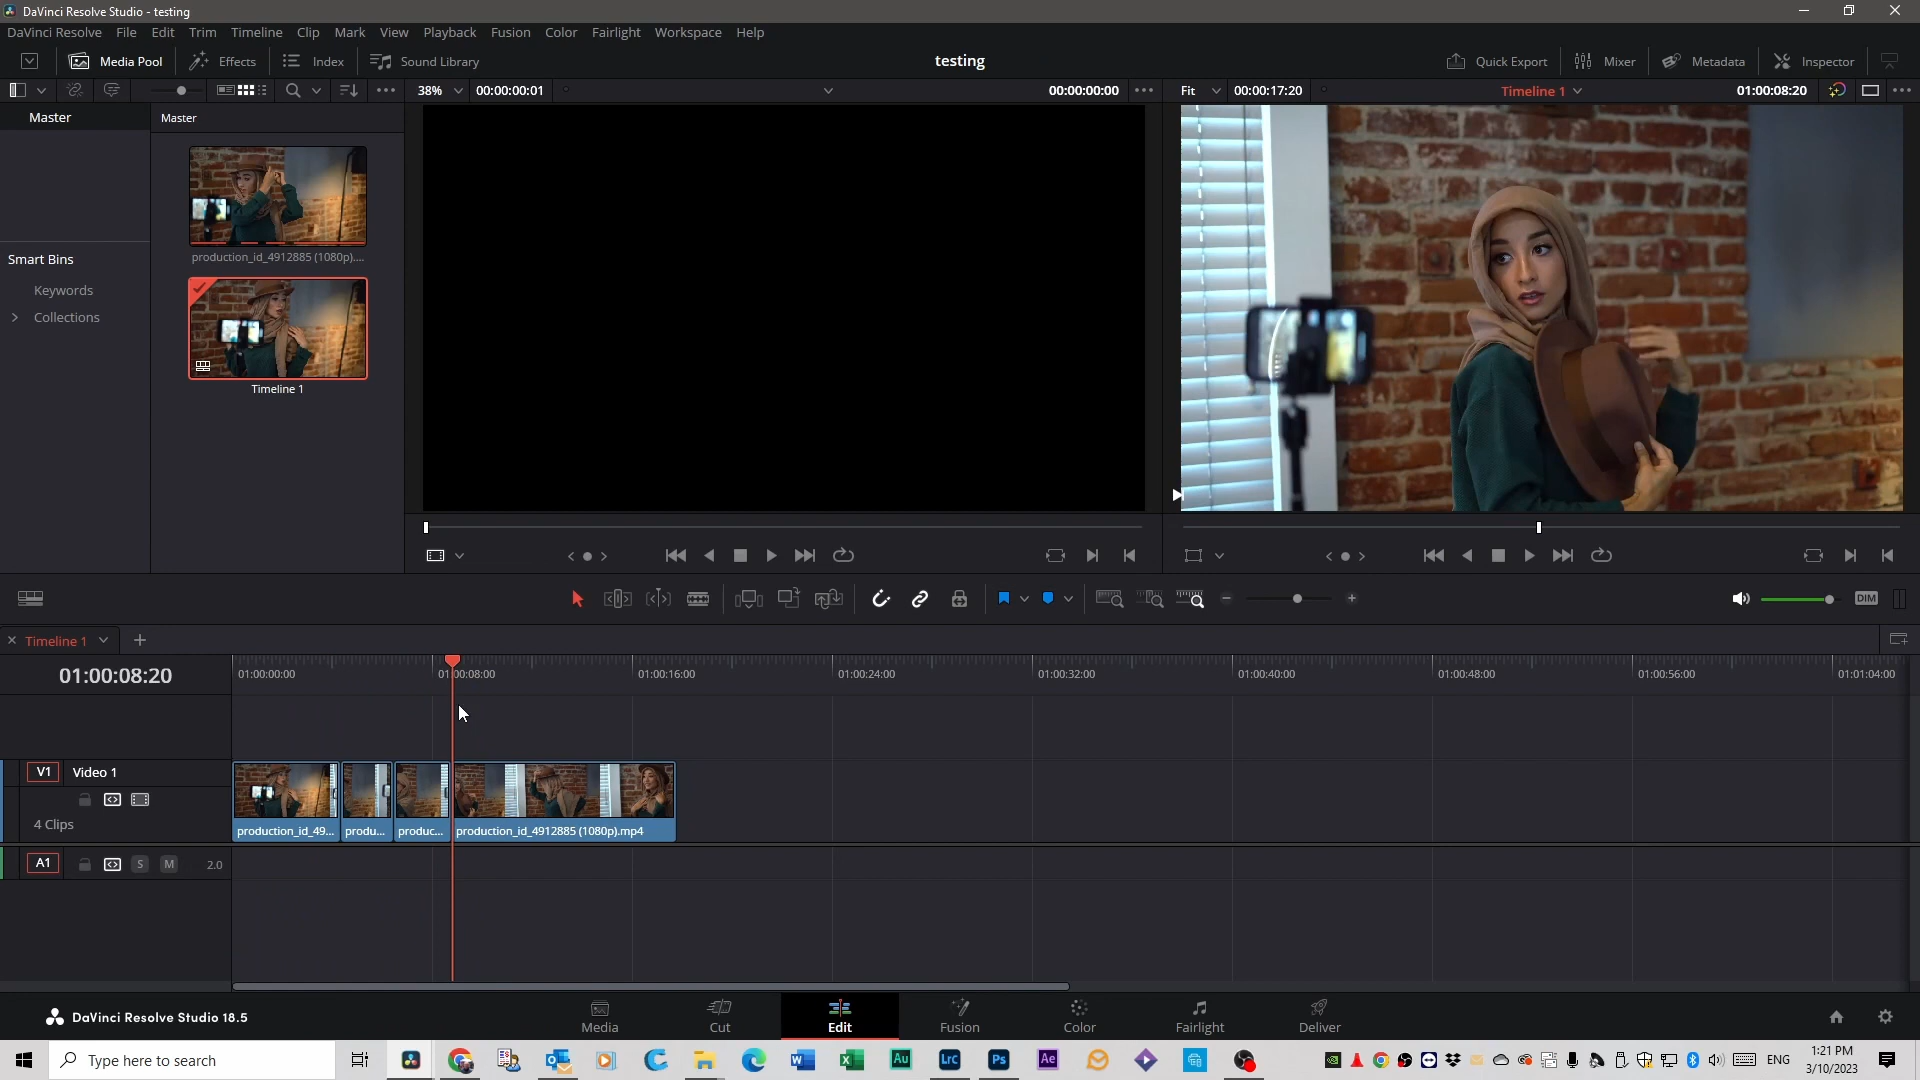 DaVinci Resolve Studio - testing
DaVinci Resolve File Edit Trim Timeline Clip Mark View Playback Fusion Color Fairlight Workspace Help
Media Pool Effects Index Sound Library testing Quick Export Mixer Metadata Inspector
38% 00:00:00:01 00:00:00:00 Fit 00:00:17:20 Timeline 1 01:00:08:20
Master Master
production_id_4912885 (1080p)....
Smart Bins
Keywords
Collections
Timeline 1
DIM
Timeline 1
01:00:08:20 01:00:00:00 01:00:08:00 01:00:16:00 01:00:24:00 01:00:32:00 01:00:40:00 01:00:48:00 01:00:56:00 01:01:04:00
V1 Video 1
4 Clips
production_id_49... produ... produc... production_id_4912885 (1080p).mp4
A1 S M 2.0
DaVinci Resolve Studio 18.5 Media Cut Edit Fusion Color Fairlight Deliver
Type here to search Au Lrc Ps Ae ENG 1:21 PM
3/10/2023